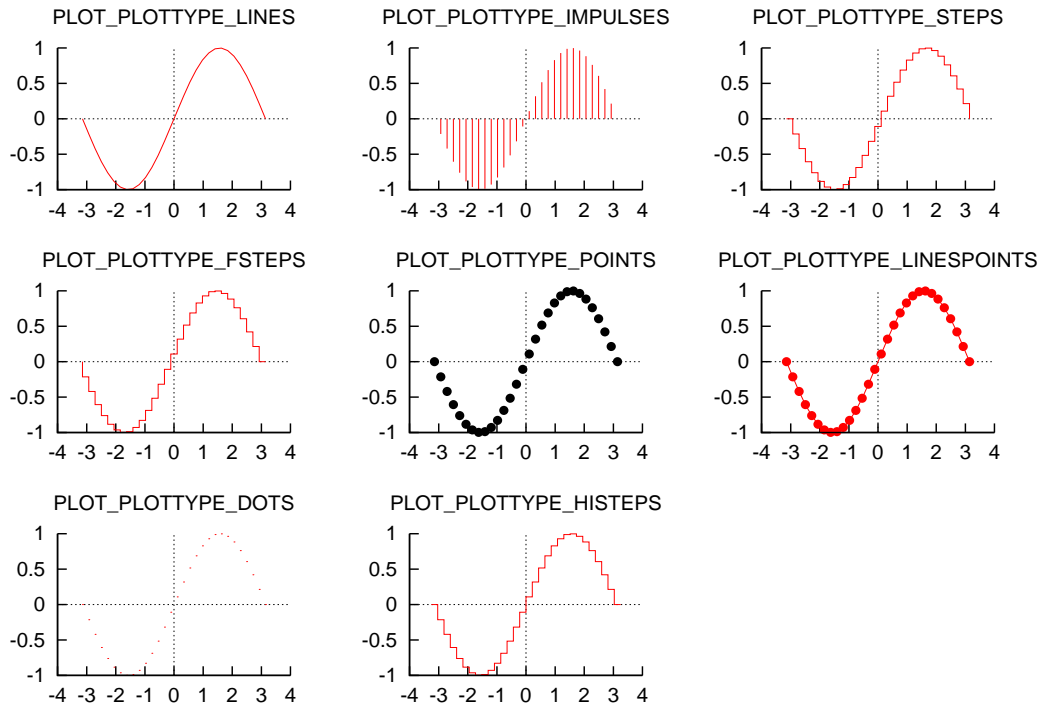 PLOT_PLOTTYPE_LINES
1
0.5
0
-0.5
-1
-4 -3 -2 -1 0 1 2 3 4
PLOT_PLOTTYPE_IMPULSES
1
0.5
0
-0.5
-1
-4 -3 -2 -1 0 1 2 3 4
PLOT_PLOTTYPE_STEPS
1
0.5
0
-0.5
-1
-4 -3 -2 -1 0 1 2 3 4
PLOT_PLOTTYPE_FSTEPS
1
0.5
0
-0.5
-1
-4 -3 -2 -1 0 1 2 3 4
PLOT_PLOTTYPE_POINTS
1
0.5
0
-0.5
-1
-4 -3 -2 -1 0 1 2 3 4
PLOT_PLOTTYPE_LINESPOINTS
1
0.5
0
-0.5
-1
-4 -3 -2 -1 0 1 2 3 4
PLOT_PLOTTYPE_DOTS
1
0.5
0
-0.5
-1
-4 -3 -2 -1 0 1 2 3 4
PLOT_PLOTTYPE_HISTEPS
1
0.5
0
-0.5
-1
-4 -3 -2 -1 0 1 2 3 4